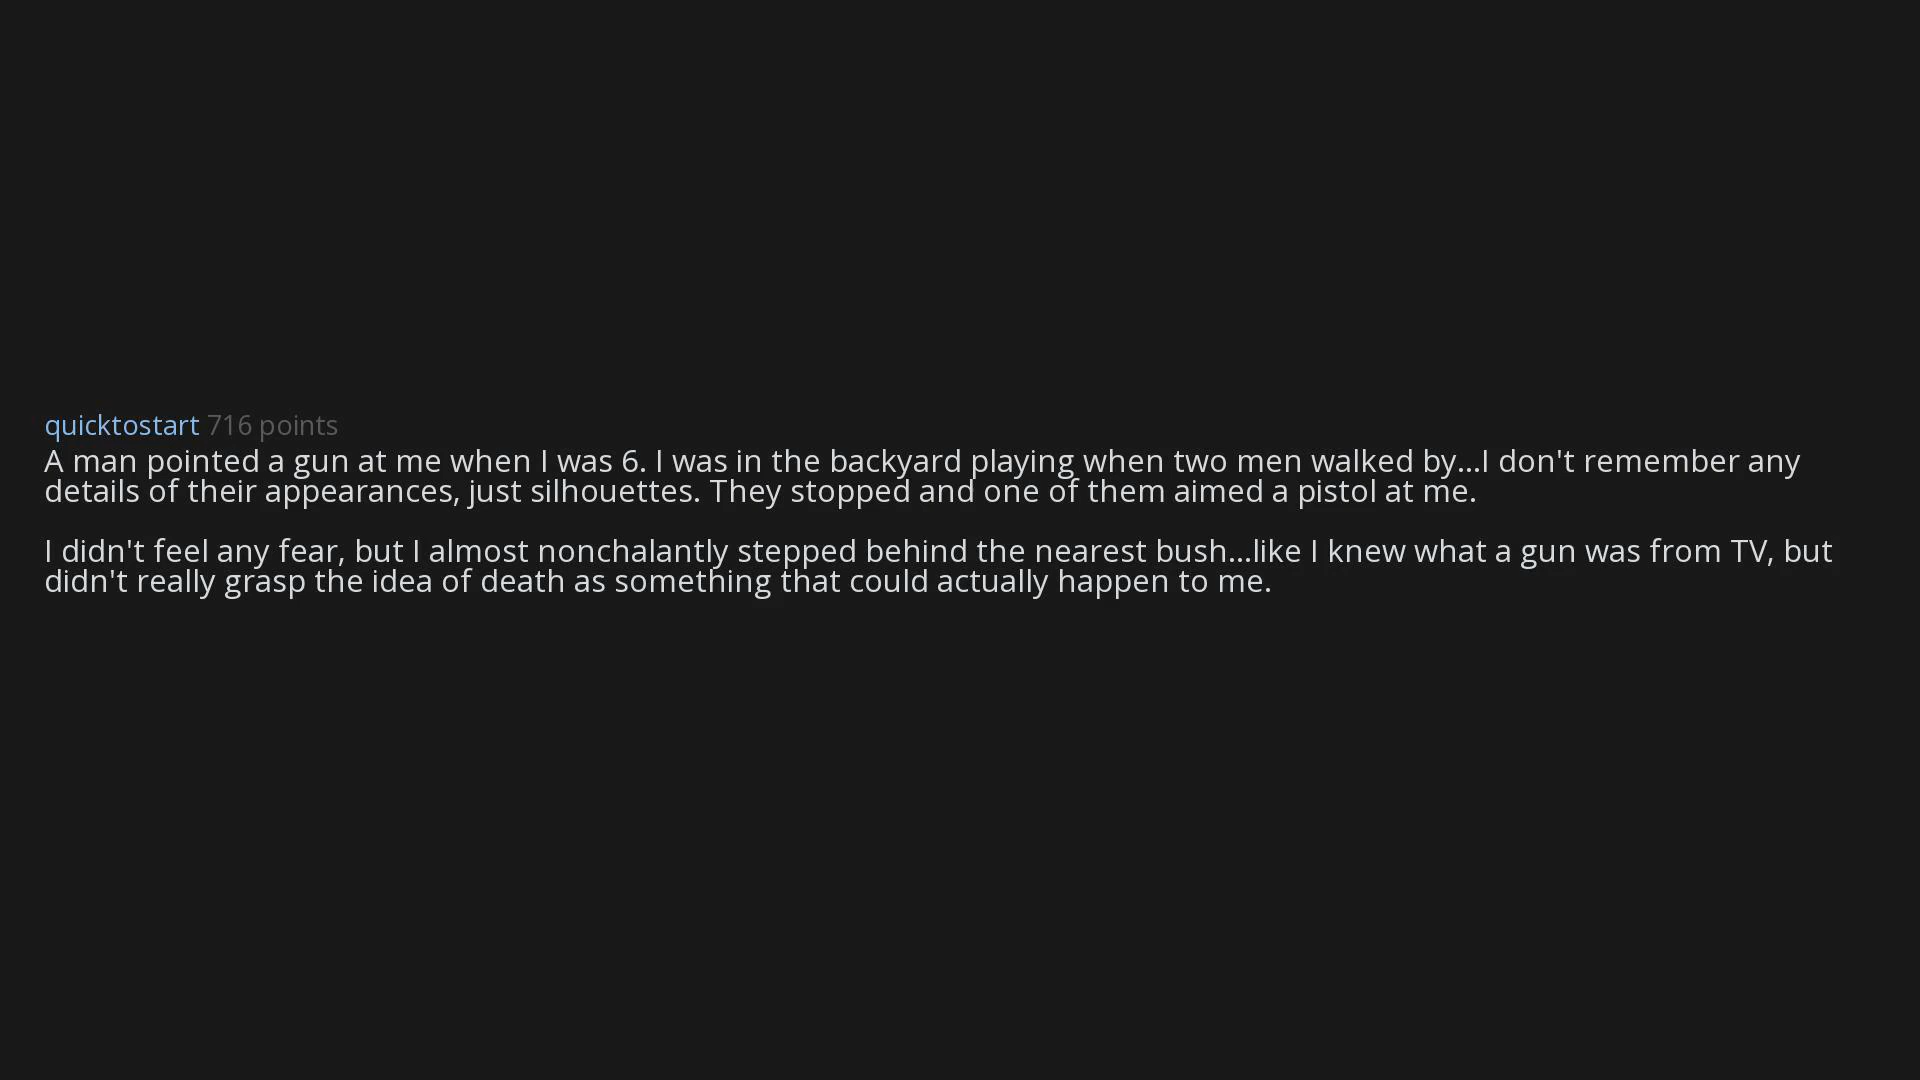 quicktostart 716 points
A man pointed a gun at me when I was 6. I was in the backyard playing when two men walked by...I don't remember any
details of their appearances, just silhouettes. They stopped and one of them aimed a pistol at me.
I didn't feel any fear, but I almost nonchalantly stepped behind the nearest bush...like I knew what a gun was from TV, but
didn't really grasp the idea of death as something that could actually happen to me.